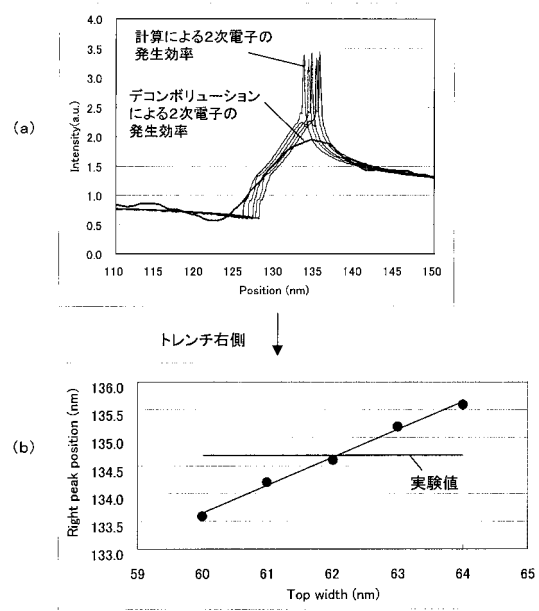 (a)
Intensity(a.u.)
4.0
3.5
3.0
2.5
2.0
1.5
1.0
0.5
0.0
計算による2次電子の
発生効率
デコンボリューション
による2次電子の
発生効率
110 115 120 125 130 135 140 145 150
Position (nm)
トレンチ右側
(b)
Right peak position (nm)
136.0
135.5
135.0
134.5
134.0
133.5
133.0
実験値
59 60 61 62 63 64 65
Top width (nm)